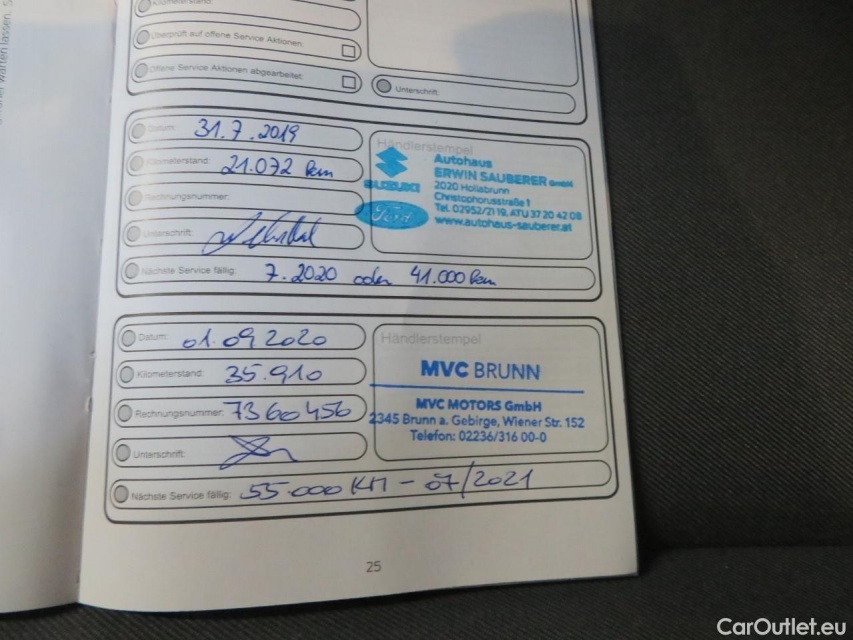 Kilometerstand:
Überprüft auf offene Service Aktionen:
Offene Service Aktionen abgearbeitet:
Unterschrift:
Datum: 31.7.2019
Kilometerstand: 21.072 km
Rechnungsnummer:
Unterschrift:
Nächste Service fällig: 7.2020 oder 41.000 km
Händlerstempel
SUZUKI
Ford
Autohaus
ERWIN SAUBERER GmbH
2020 Hollabrunn
Christophorusstraße 1
Tel. 02952/21 19, ATU 37 20 42 08
www.autohaus-sauberer.at
Datum: 01.09 2020
Kilometerstand: 35.910
Rechnungsnummer: 7360456
Unterschrift:
Nächste Service fällig: 55.000 KM - 07/2021
Händlerstempel
MVC BRUNN
MVC MOTORS GmbH
2345 Brunn a. Gebirge, Wiener Str. 152
Telefon: 02236/316 00-0
25
CarOutlet.eu